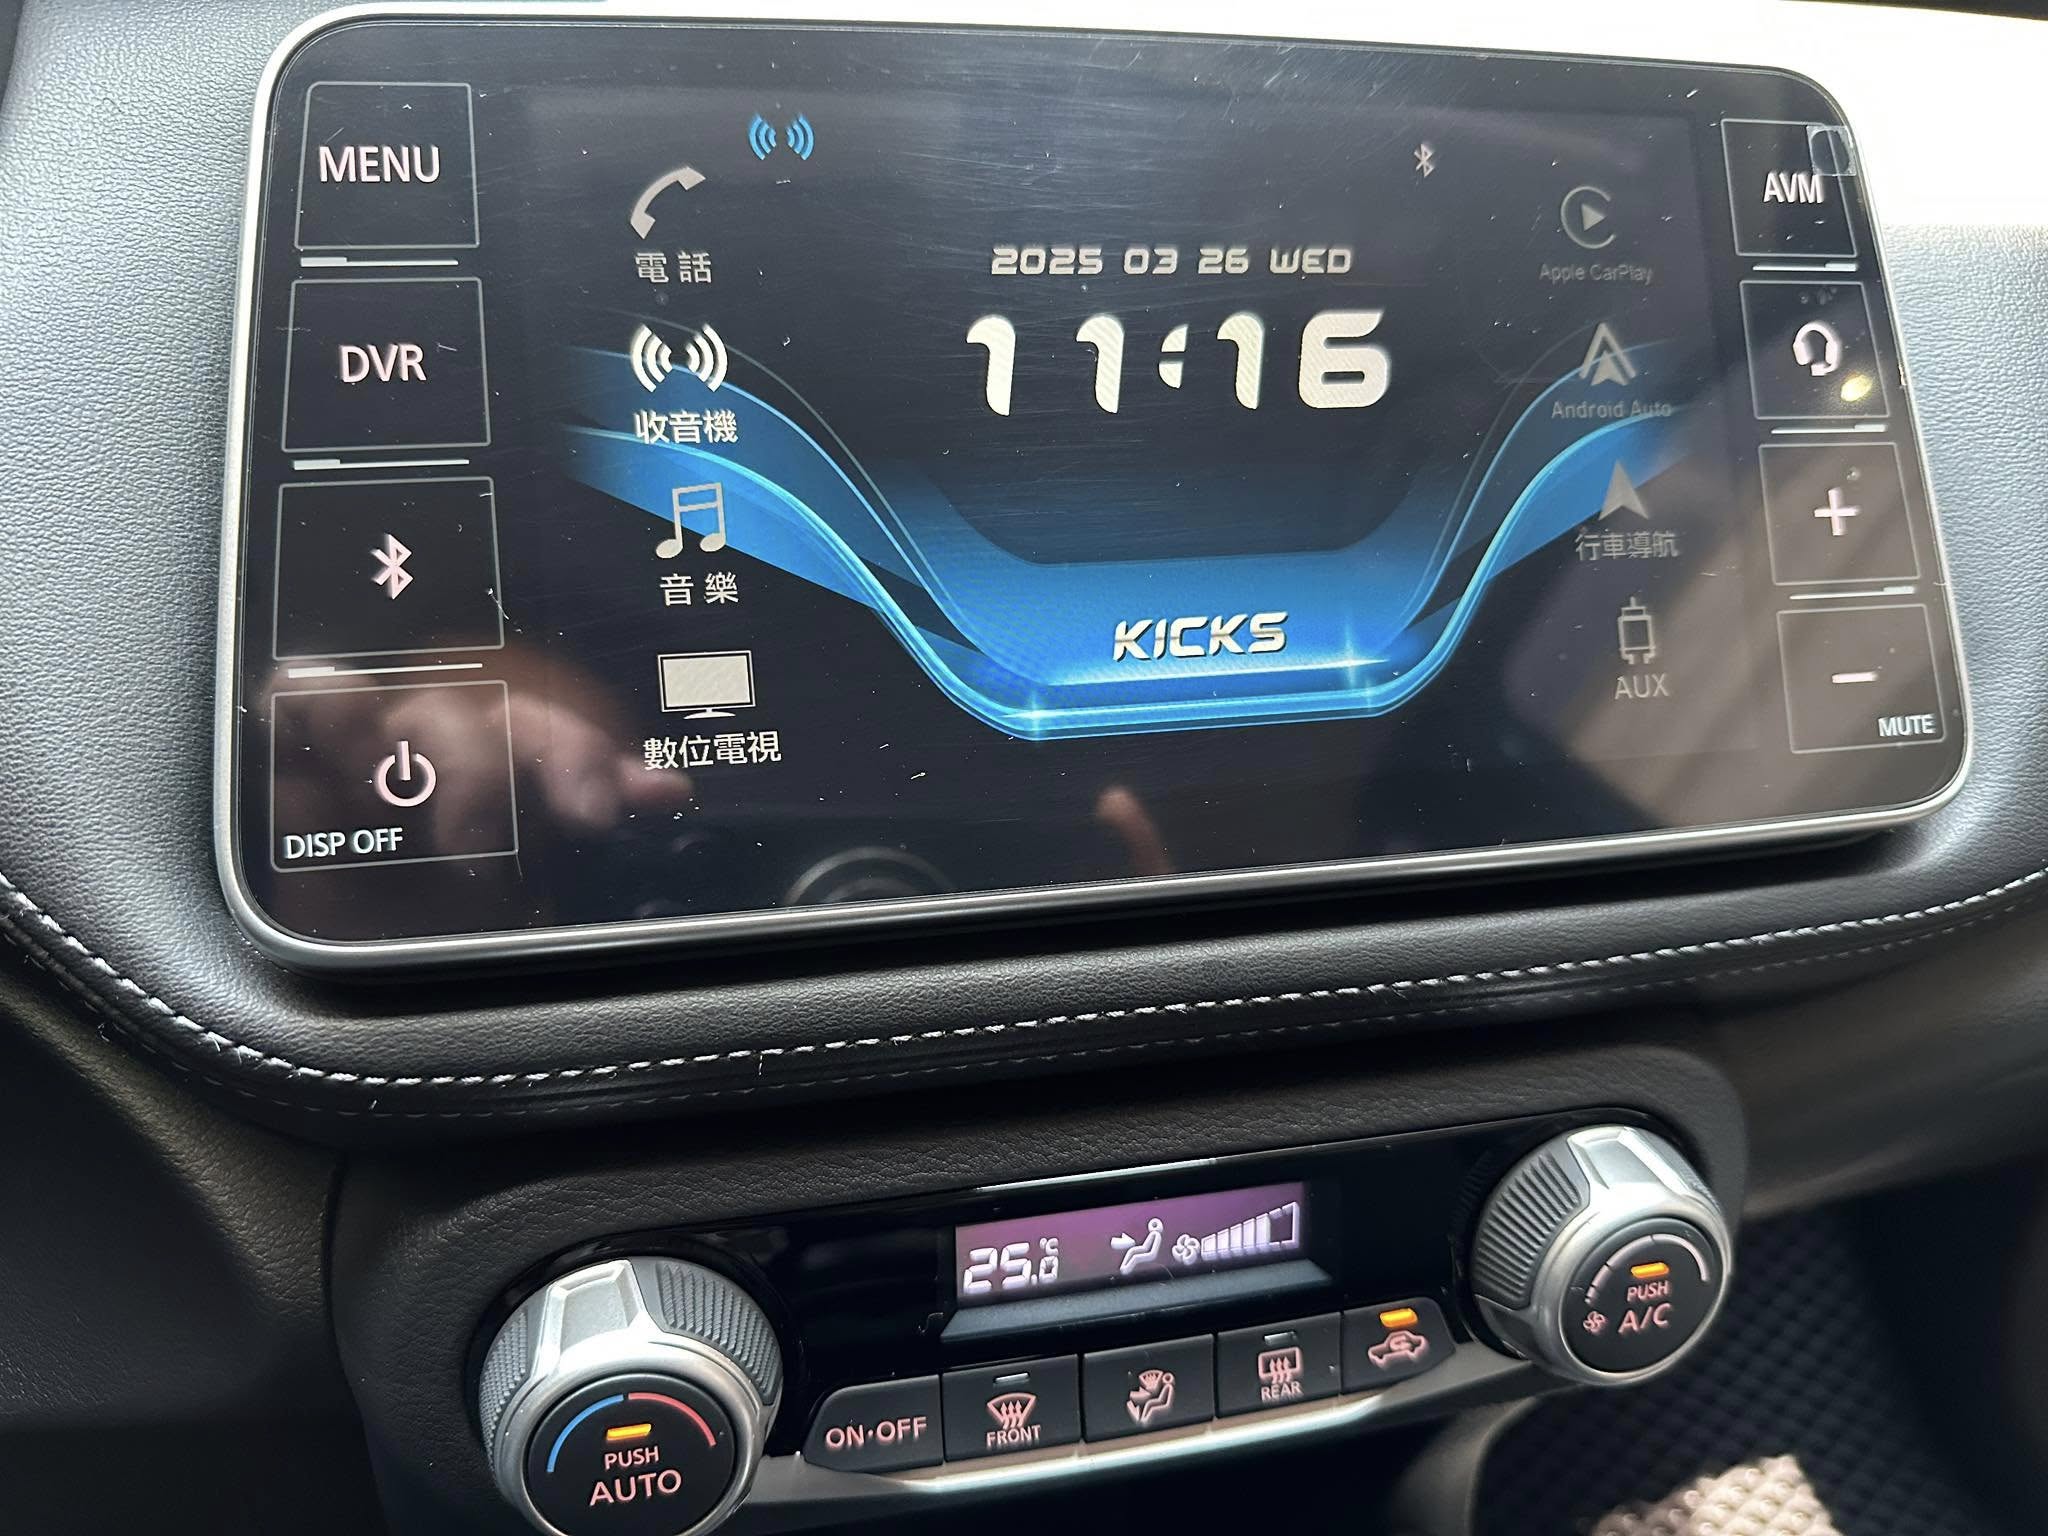 MENU
DVR
DISP OFF
電話
收音機
音樂
數位電視
2025 03 26 WED
11:16
KICKS
Apple CarPlay
Android Auto
行車導航
AUX
AVM
+
−
MUTE
25.0 °C
PUSH
AUTO
ON·OFF
FRONT
REAR
PUSH
A/C